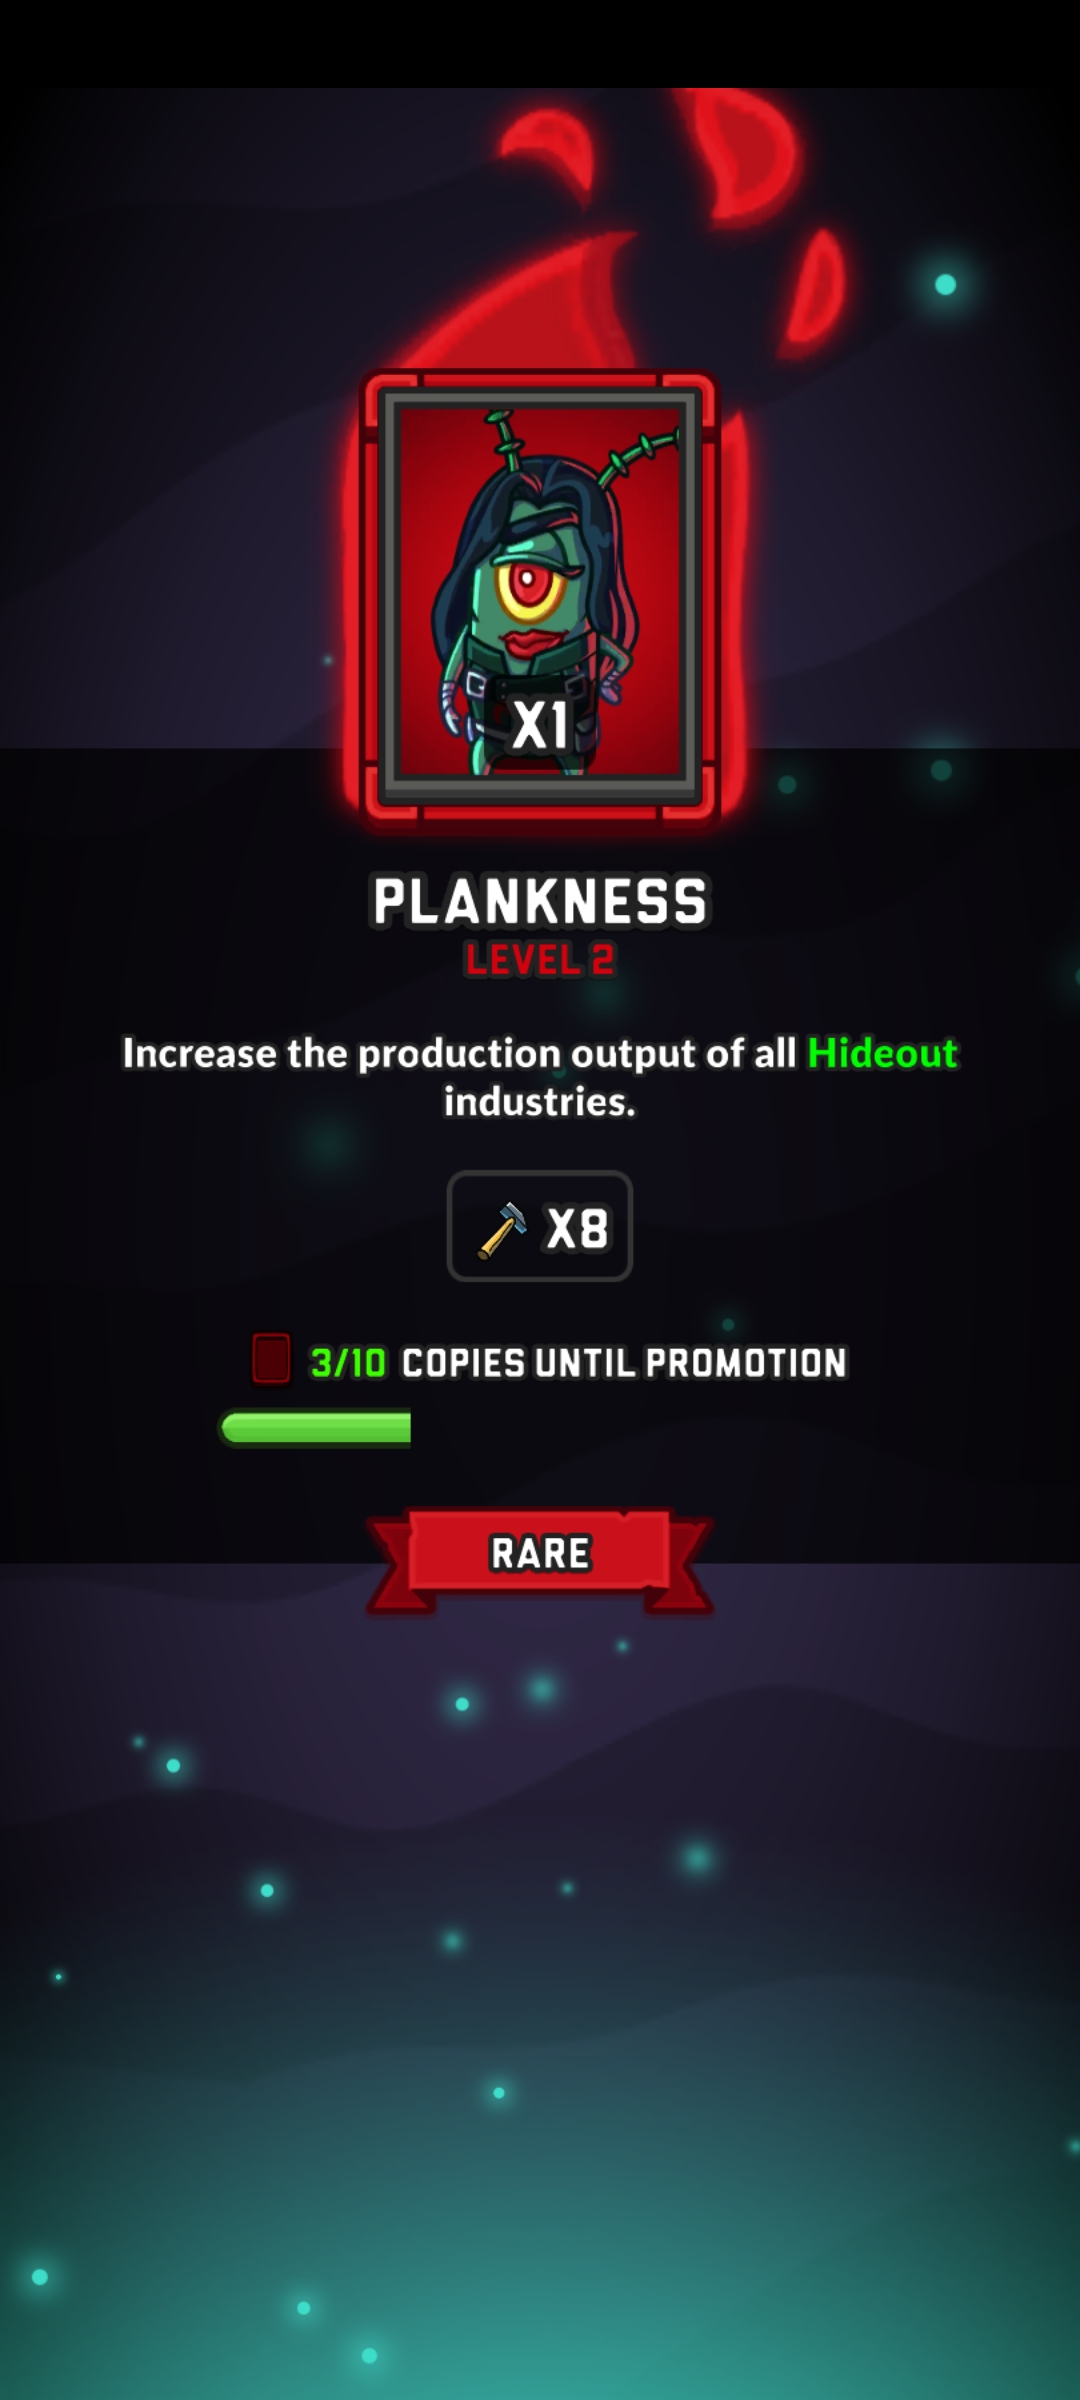 X1
PLANKNESS
LEVEL 2
Increase the production output of all Hideout
industries.
X8
3/10 COPIES UNTIL PROMOTION
RARE